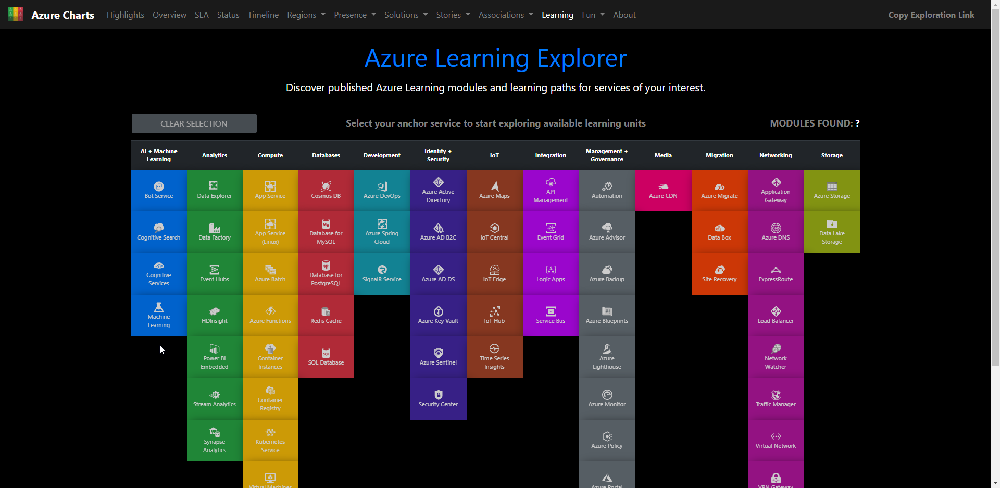 Azure Charts
Highlights
Overview
SLA
Status
Timeline
Regions
Presence
Solutions
Stories
Associations
Learning
Fun
About
Copy Exploration Link
Azure Learning Explorer
Discover published Azure Learning modules and learning paths for services of your interest.
CLEAR SELECTION
Select your anchor service to start exploring available learning units
MODULES FOUND: ?
AI + Machine
Learning
Analytics
Compute
Databases
Development
Identity +
Security
IoT
Integration
Management +
Governance
Media
Migration
Networking
Storage
Bot Service
Data Explorer
App Service
Cosmos DB
Azure DevOps
Azure Active
Directory
Azure Maps
API
Management
Automation
Azure CDN
Azure Migrate
Application
Gateway
Azure Storage
Cognitive Search
Data Factory
App Service
(Linux)
Database for
MySQL
Azure Spring
Cloud
Azure AD B2C
IoT Central
Event Grid
Azure Advisor
Data Box
Azure DNS
Data Lake
Storage
Cognitive
Services
Event Hubs
Azure Batch
Database for
PostgreSQL
SignalR Service
Azure AD DS
IoT Edge
Logic Apps
Azure Backup
Site Recovery
ExpressRoute
Machine
Learning
HDInsight
Azure Functions
Redis Cache
Azure Key Vault
IoT Hub
Service Bus
Azure Blueprints
Load Balancer
Power BI
Embedded
Container
Instances
SQL Database
Azure Sentinel
Time Series
Insights
Azure
Lighthouse
Network
Watcher
Stream Analytics
Container
Registry
Security Center
Azure Monitor
Traffic Manager
Synapse
Analytics
Kubernetes
Service
Azure Policy
Virtual Network
Virtual Machines
Azure Portal
VPN Gateway